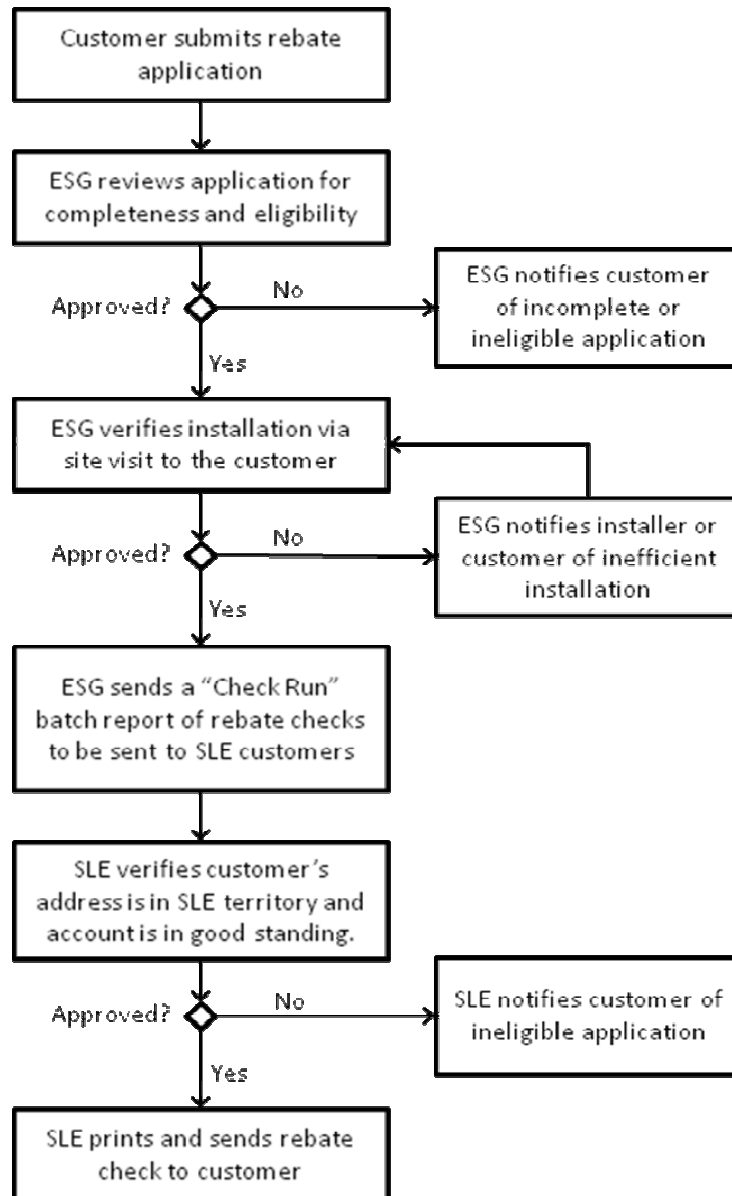 Customer submits rebate
application
ESG reviews application for
completeness and eligibility
Approved?
No
ESG notifies customer
of incomplete or
ineligible application
Yes
ESG verifies installation via
site visit to the customer
Approved?
No
ESG notifies installer or
customer of inefficient
installation
Yes
ESG sends a “Check Run”
batch report of rebate checks
to be sent to SLE customers
SLE verifies customer’s
address is in SLE territory and
account is in good standing.
Approved?
No
SLE notifies customer of
ineligible application
Yes
SLE prints and sends rebate
check to customer